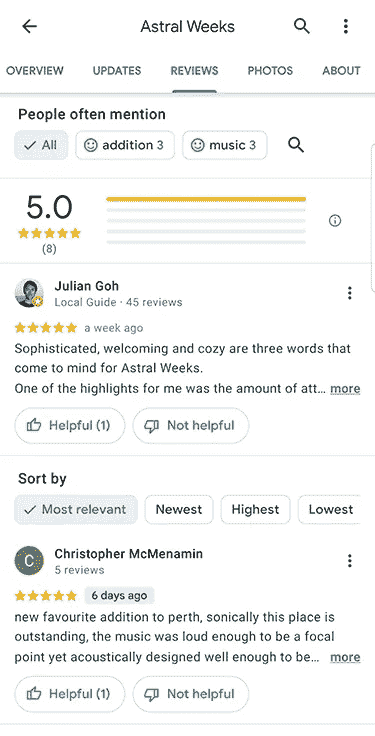 Astral Weeks
OVERVIEW UPDATES REVIEWS PHOTOS ABOUT
People often mention
All addition 3 music 3
5.0
(8)
Julian Goh
Local Guide · 45 reviews
a week ago
Sophisticated, welcoming and cozy are three words that
come to mind for Astral Weeks.
One of the highlights for me was the amount of att... more
Helpful (1) Not helpful
Sort by
Most relevant Newest Highest Lowest
C
Christopher McMenamin
5 reviews
6 days ago
new favourite addition to perth, sonically this place is
outstanding, the music was loud enough to be a focal
point yet acoustically designed well enough to be... more
Helpful (1) Not helpful